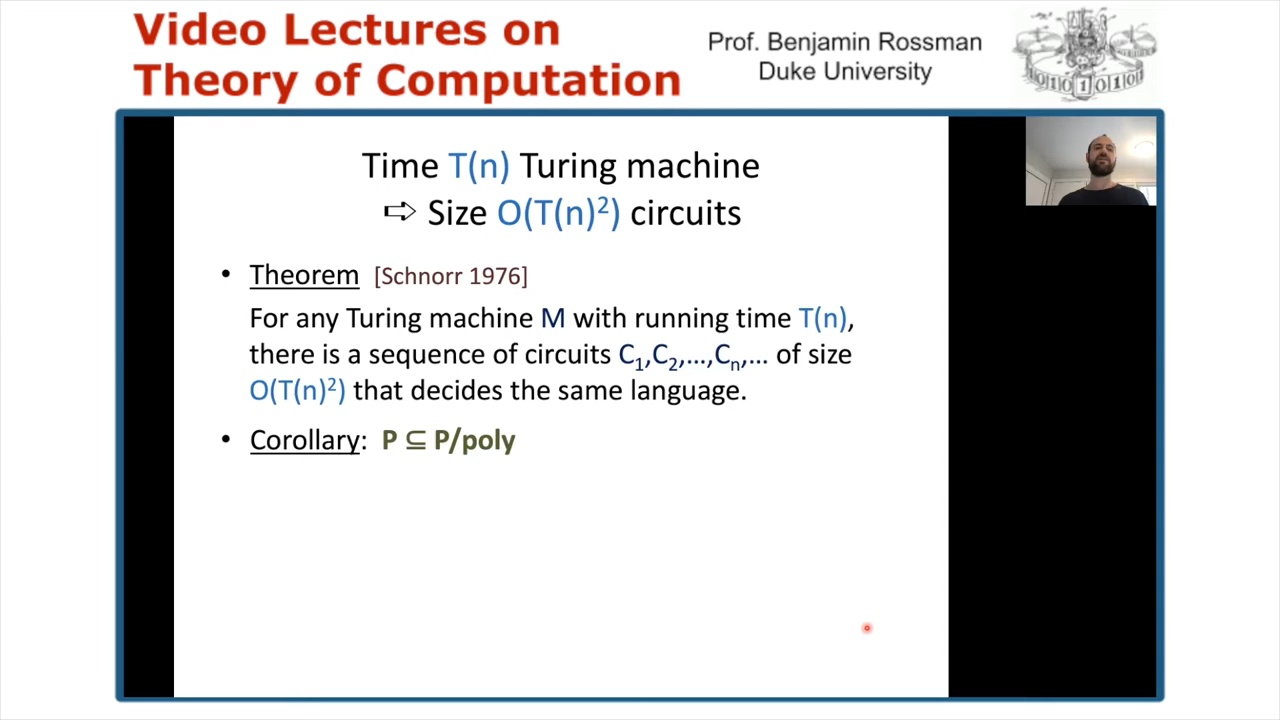 Video Lectures on
Theory of Computation
Prof. Benjamin Rossman
Duke University
Time T(n) Turing machine
⇨ Size O(T(n)²) circuits
• Theorem [Schnorr 1976]
For any Turing machine M with running time T(n),
there is a sequence of circuits C₁,C₂,…,Cₙ,… of size
O(T(n)²) that decides the same language.
• Corollary: P ⊆ P/poly